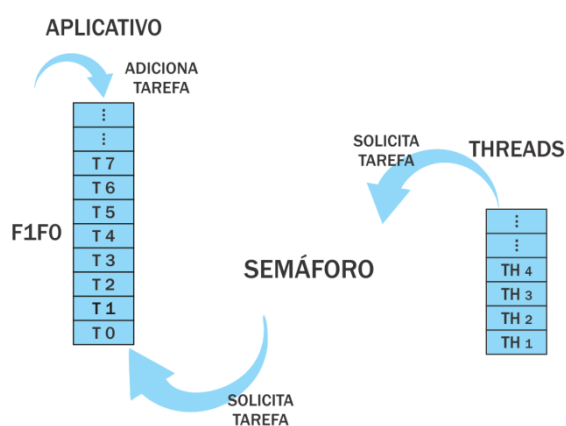 APLICATIVO
ADICIONA
TAREFA
⋮
⋮
T 7
T 6
T 5
T 4
T 3
T 2
T 1
T 0
F1F0
SEMÁFORO
SOLICITA
TAREFA
SOLICITA
TAREFA
THREADS
⋮
⋮
TH 4
TH 3
TH 2
TH 1